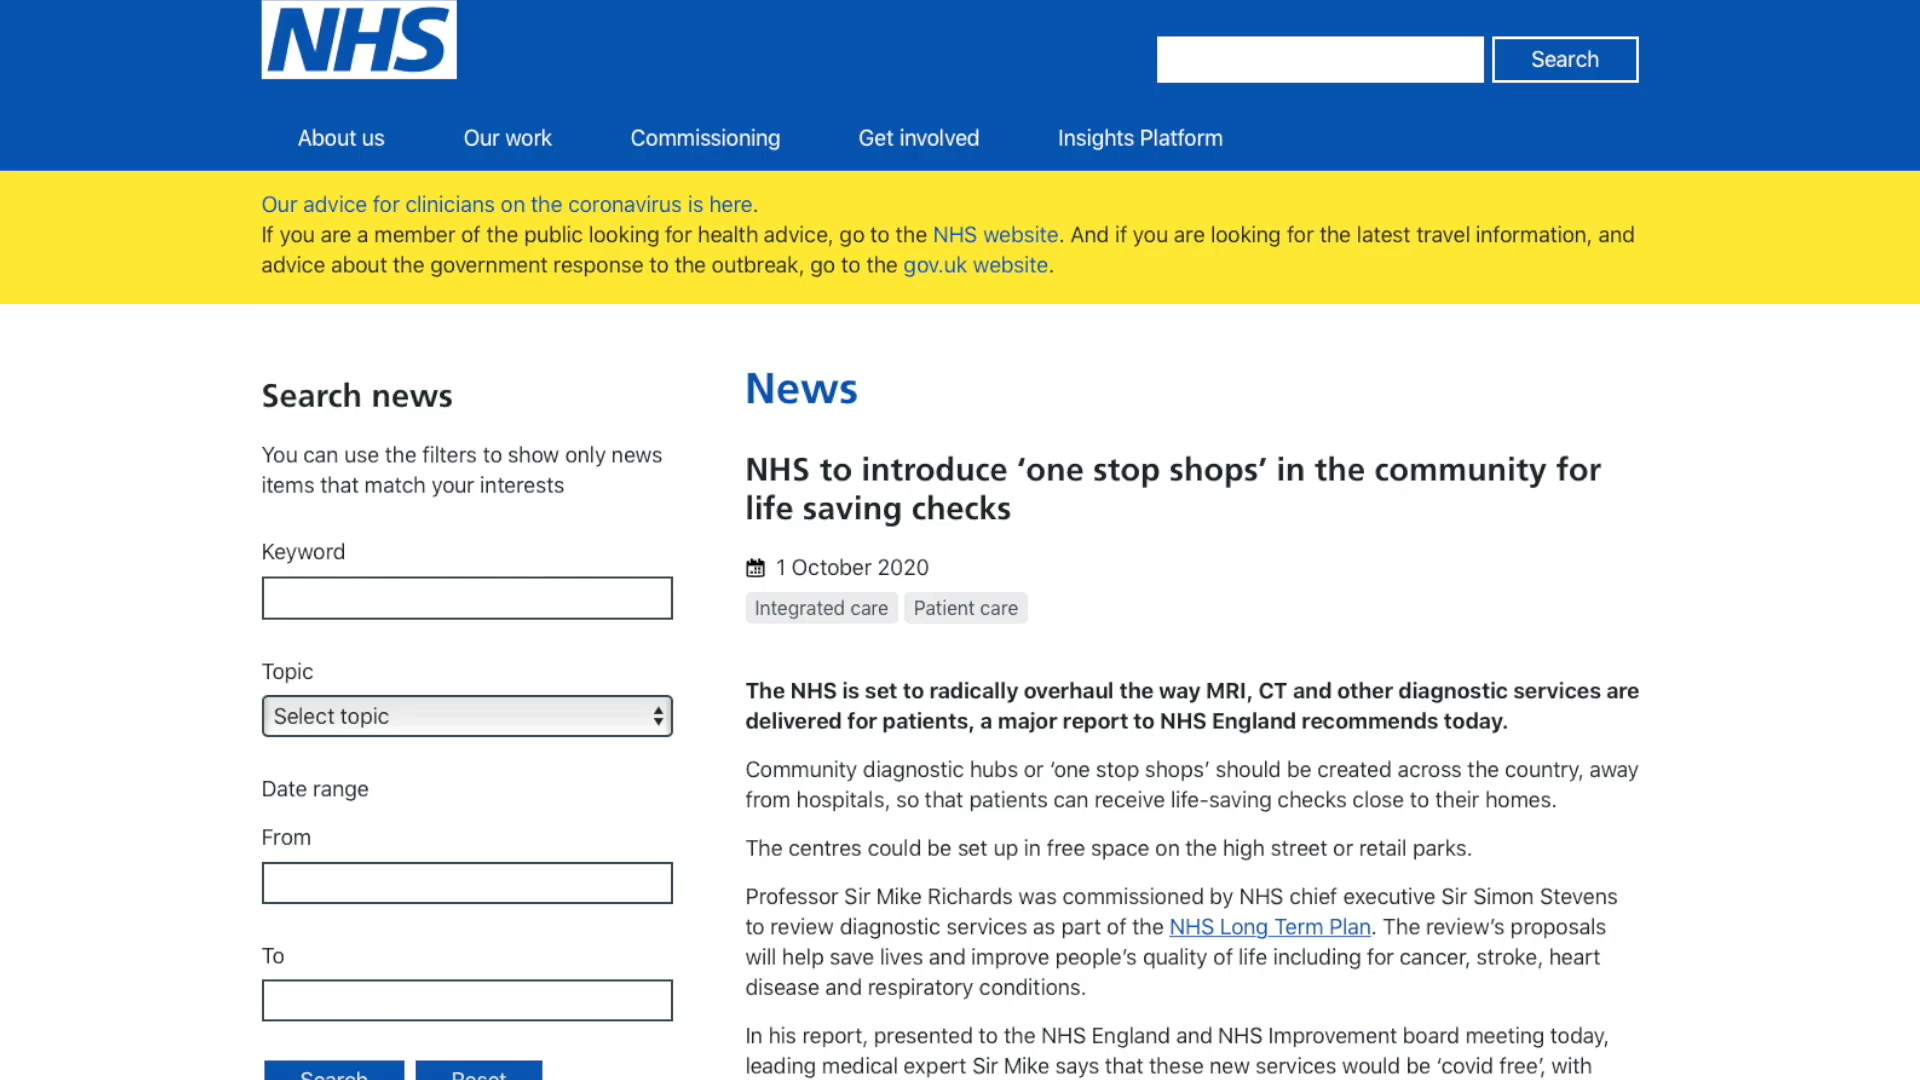 NHS
Search
About us
Our work
Commissioning
Get involved
Insights Platform
Our advice for clinicians on the coronavirus is here.
If you are a member of the public looking for health advice, go to the NHS website. And if you are looking for the latest travel information, and
advice about the government response to the outbreak, go to the gov.uk website.
Search news
You can use the filters to show only news
items that match your interests
Keyword
Topic
Select topic
Date range
From
To
Search
Reset
News
NHS to introduce ‘one stop shops’ in the community for
life saving checks
1 October 2020
Integrated care
Patient care
The NHS is set to radically overhaul the way MRI, CT and other diagnostic services are
delivered for patients, a major report to NHS England recommends today.
Community diagnostic hubs or ‘one stop shops’ should be created across the country, away
from hospitals, so that patients can receive life-saving checks close to their homes.
The centres could be set up in free space on the high street or retail parks.
Professor Sir Mike Richards was commissioned by NHS chief executive Sir Simon Stevens
to review diagnostic services as part of the NHS Long Term Plan. The review’s proposals
will help save lives and improve people’s quality of life including for cancer, stroke, heart
disease and respiratory conditions.
In his report, presented to the NHS England and NHS Improvement board meeting today,
leading medical expert Sir Mike says that these new services would be ‘covid free’, with